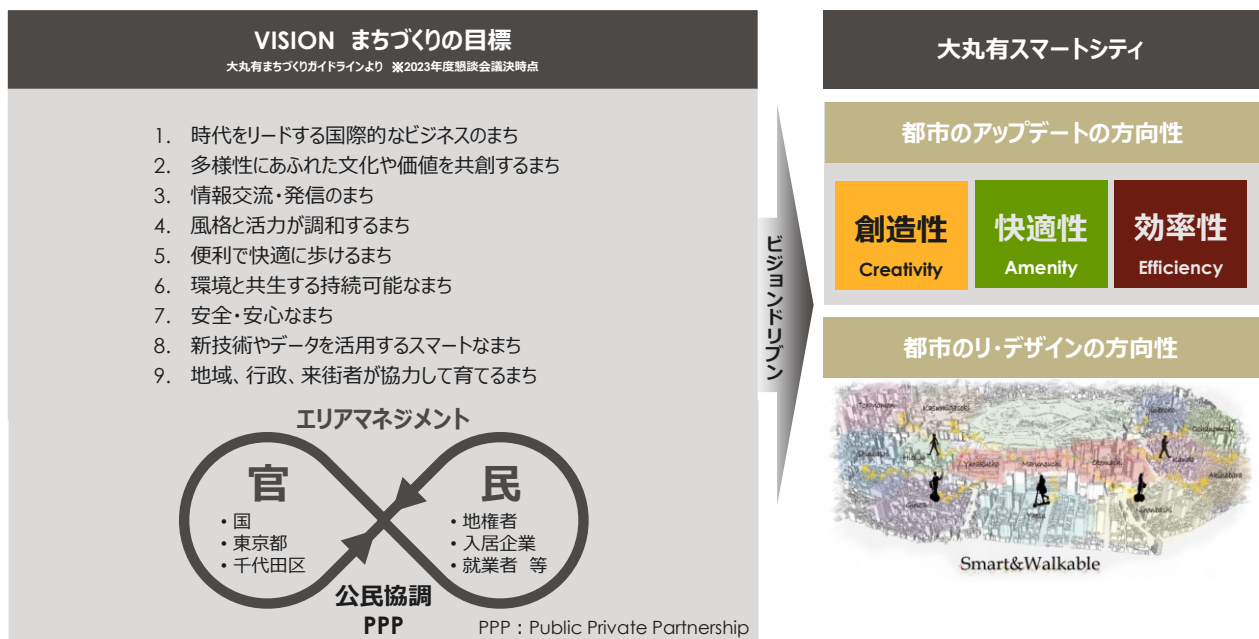 VISION まちづくりの目標
大丸有まちづくりガイドラインより ※2023年度懇談会議決時点
1. 時代をリードする国際的なビジネスのまち
2. 多様性にあふれた文化や価値を共創するまち
3. 情報交流・発信のまち
4. 風格と活力が調和するまち
5. 便利で快適に歩けるまち
6. 環境と共生する持続可能なまち
7. 安全・安心なまち
8. 新技術やデータを活用するスマートなまち
9. 地域、行政、来街者が協力して育てるまち
エリアマネジメント
官
・国
・東京都
・千代田区
民
・地権者
・入居企業
・就業者 等
公民協調
PPP
PPP：Public Private Partnership
ビジョンドリブン
大丸有スマートシティ
都市のアップデートの方向性
創造性
Creativity
快適性
Amenity
効率性
Efficiency
都市のリ・デザインの方向性
Toranomon
Kasumigaseki
Jinbocho
Ochanomizu
Shinbashi
Hibiya
Yurakucho
Marunouchi
Otemachi
Kanda
Akihabara
Ginza
Yaesu
Nihonbashi
Smart&Walkable